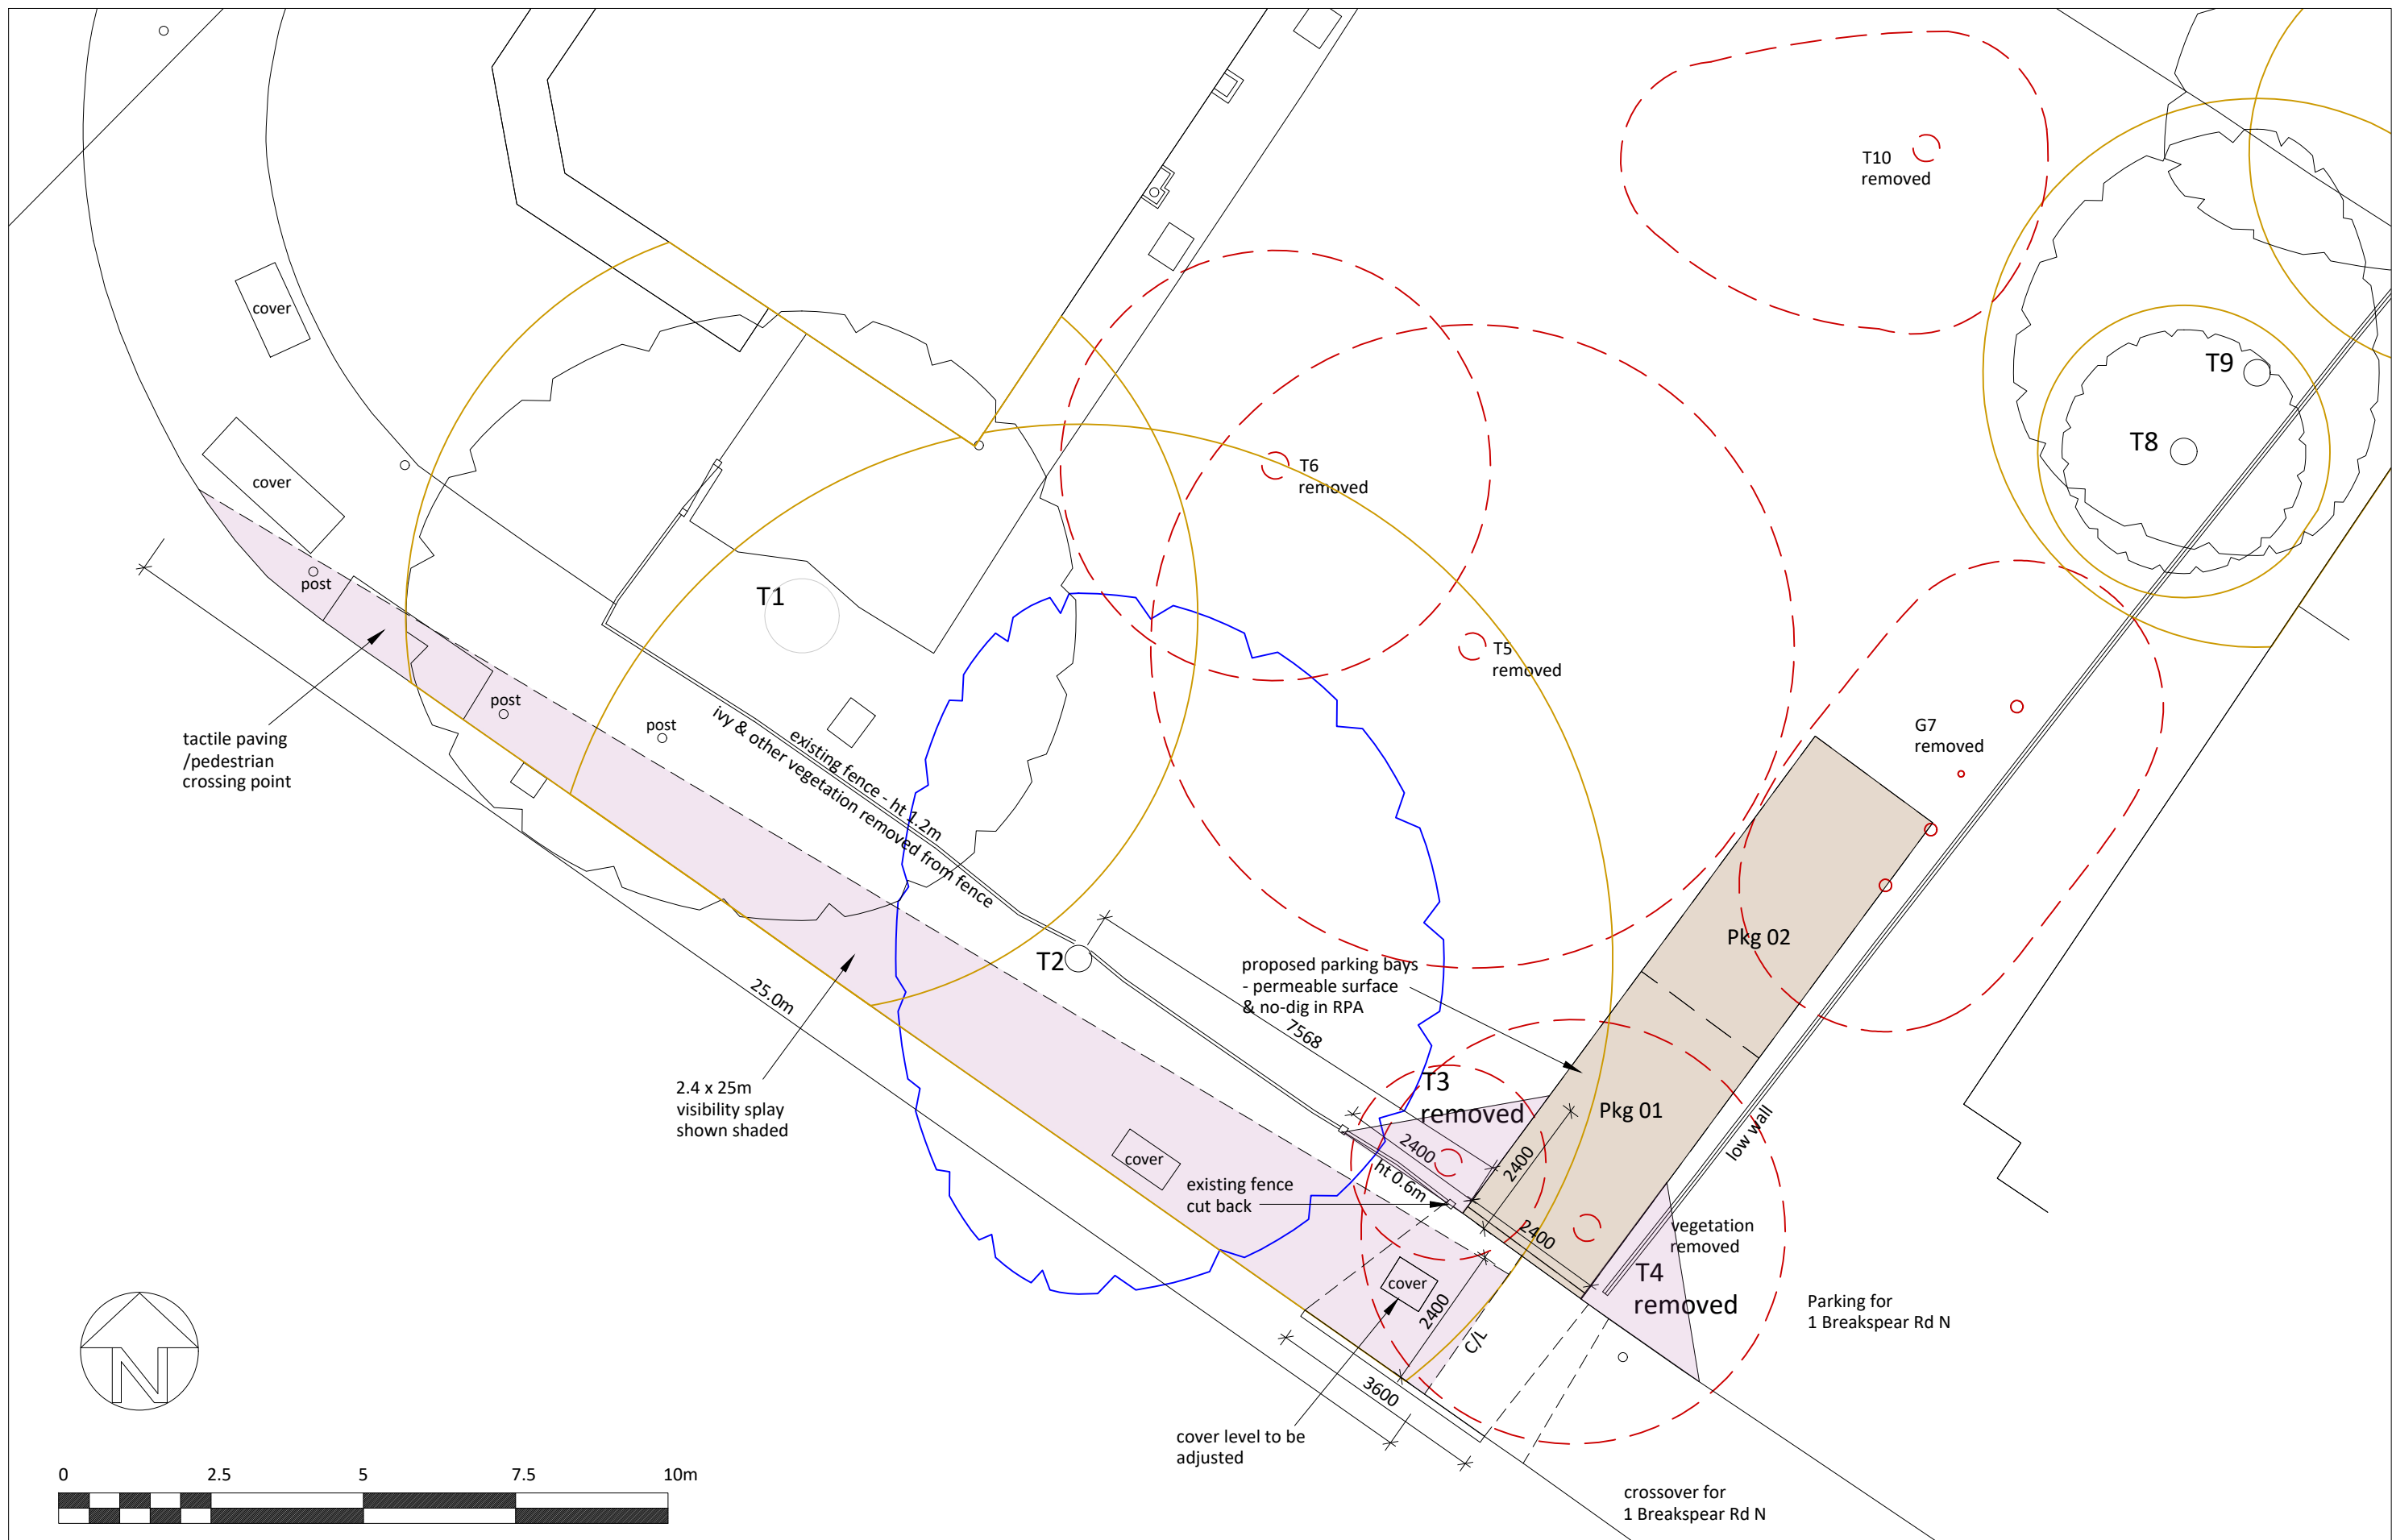 T10
removed
cover
T9
T8
T6
removed
cover
post
T1
T5
removed
post
post
tactile paving
/pedestrian
crossing point
existing fence - ht 1.2m
ivy & other vegetation removed from fence
G7
removed
Pkg 02
T2
proposed parking bays
- permeable surface
& no-dig in RPA
25.0m
7568
2.4 x 25m
visibility splay
shown shaded
T3
removed
Pkg 01
low wall
cover
2400
2400
ht 0.6m
existing fence
cut back
2400
vegetation
removed
T4
removed
cover
2400
C/L
Parking for
1 Breakspear Rd N
N
3600
cover level to be
adjusted
0 2.5 5 7.5 10m
crossover for
1 Breakspear Rd N